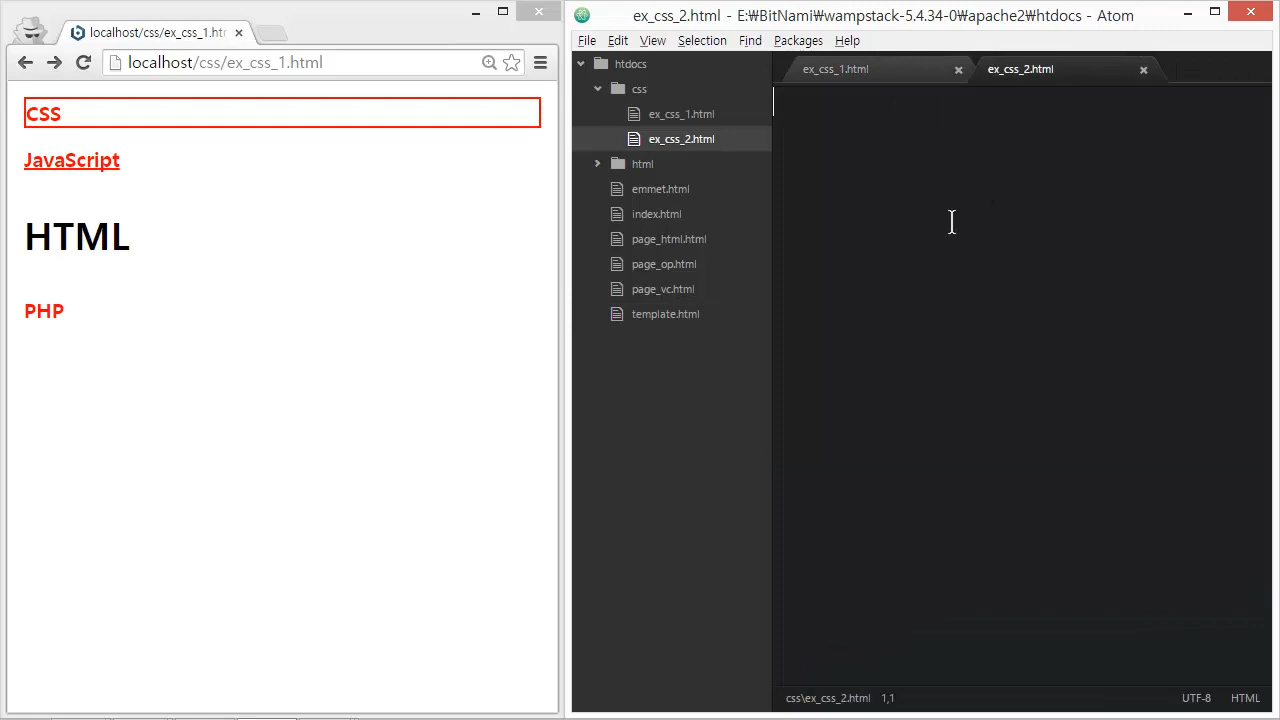 localhost/css/ex_css_1.htm
localhost/css/ex_css_1.html
CSS
JavaScript
HTML
PHP
ex_css_2.html - E:₩BitNami₩wampstack-5.4.34-0₩apache2₩htdocs - Atom
File Edit View Selection Find Packages Help
htdocs
css
ex_css_1.html
ex_css_2.html
html
emmet.html
index.html
page_html.html
page_op.html
page_vc.html
template.html
ex_css_1.html
ex_css_2.html
css\ex_css_2.html 1,1 UTF-8 HTML